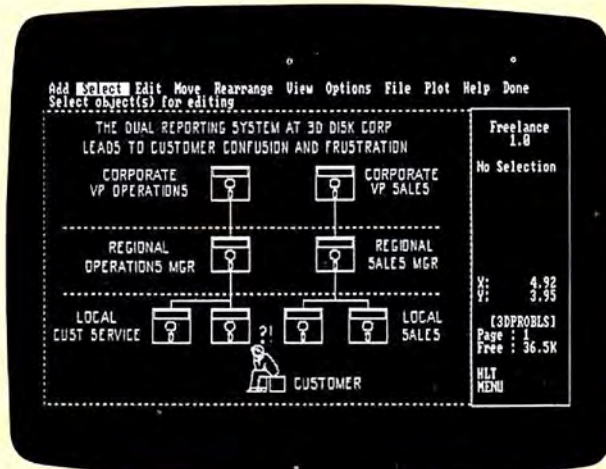 Add Select Edit Move Rearrange View Options File Plot Help Done
Select object(s) for editing
THE DUAL REPORTING SYSTEM AT 3D DISK CORP
LEADS TO CUSTOMER CONFUSION AND FRUSTRATION
CORPORATE
VP OPERATIONS
CORPORATE
VP SALES
REGIONAL
OPERATIONS MGR
REGIONAL
SALES MGR
LOCAL
CUST SERVICE
LOCAL
SALES
?!
CUSTOMER
Freelance
1.0
No Selection
X: 4.92
Y: 3.95
[3DPROBLS]
Page : 1
Free : 36.5K
HLT
MENU